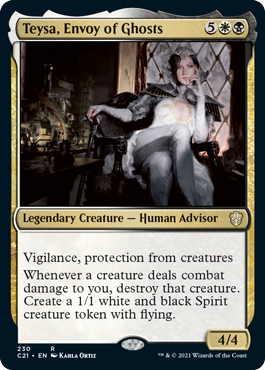 Teysa, Envoy of Ghosts 5
Legendary Creature — Human Advisor
Vigilance, protection from creatures
Whenever a creature deals combat
damage to you, destroy that creature.
Create a 1/1 white and black Spirit
creature token with flying.
4/4
230 R
C21 • EN KARLA ORTIZ
™ & © 2021 Wizards of the Coast